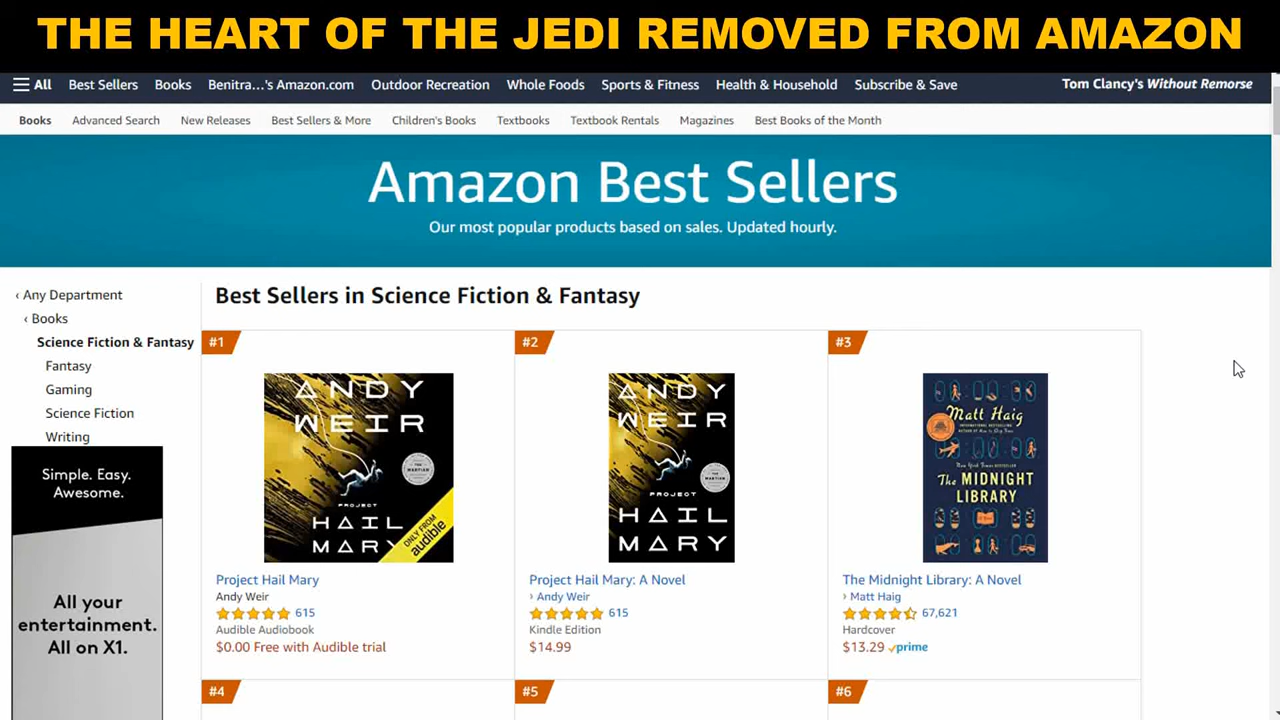 THE HEART OF THE JEDI REMOVED FROM AMAZON
All Best Sellers Books Benitra...'s Amazon.com Outdoor Recreation Whole Foods Sports & Fitness Health & Household Subscribe & Save Tom Clancy's Without Remorse
Books Advanced Search New Releases Best Sellers & More Children's Books Textbooks Textbook Rentals Magazines Best Books of the Month
Amazon Best Sellers
Our most popular products based on sales. Updated hourly.
‹ Any Department
‹ Books
Science Fiction & Fantasy
Fantasy
Gaming
Science Fiction
Writing
Simple. Easy.
Awesome.
All your
entertainment.
All on X1.
Best Sellers in Science Fiction & Fantasy
#1
ANDY
WEIR
THE
MARTIAN
PROJECT
HAIL
MARY
ONLY FROM
audible
Project Hail Mary
Andy Weir
615
Audible Audiobook
$0.00 Free with Audible trial
#2
ANDY
WEIR
PROJECT
HAIL
MARY
Project Hail Mary: A Novel
› Andy Weir
615
Kindle Edition
$14.99
#3
Matt Haig
New York Times BESTSELLER
The MIDNIGHT
LIBRARY
The Midnight Library: A Novel
› Matt Haig
67,621
Hardcover
$13.29 prime
#4
#5
#6